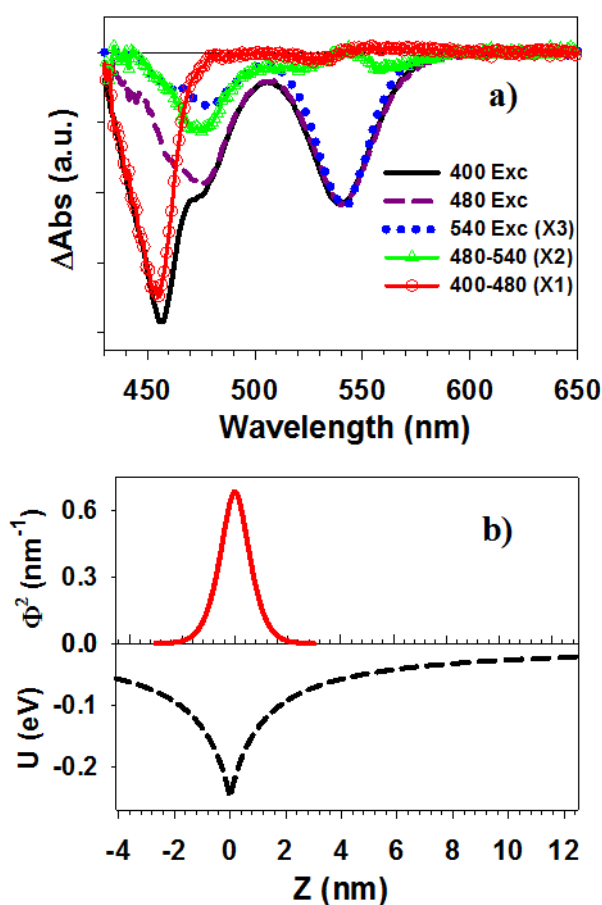 a)
ΔAbs (a.u.)
400 Exc
480 Exc
540 Exc (X3)
480-540 (X2)
400-480 (X1)
450 500 550 600 650
Wavelength (nm)
b)
Φ² (nm⁻¹)
0.6
0.3
0.0
U (eV)
-0.1
-0.2
-4 -2 0 2 4 6 8 10 12
Z (nm)